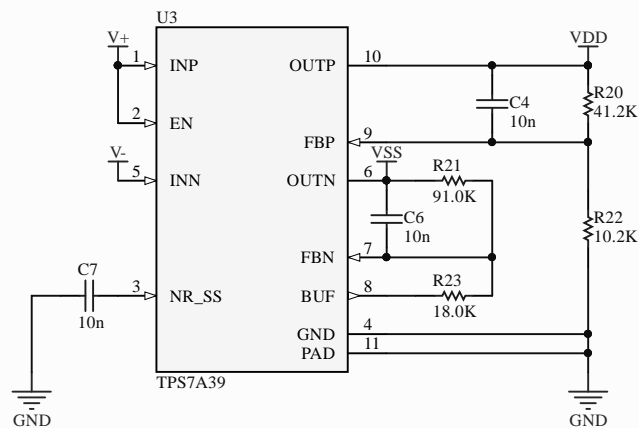 U3
V+
1
INP
OUTP
10
VDD
C4
10n
R20
41.2K
2
EN
FBP
9
V-
5
INN
OUTN
6
VSS
R21
91.0K
C6
10n
R22
10.2K
FBN
7
C7
10n
3
NR_SS
BUF
8
R23
18.0K
GND
4
PAD
11
TPS7A39
GND
GND